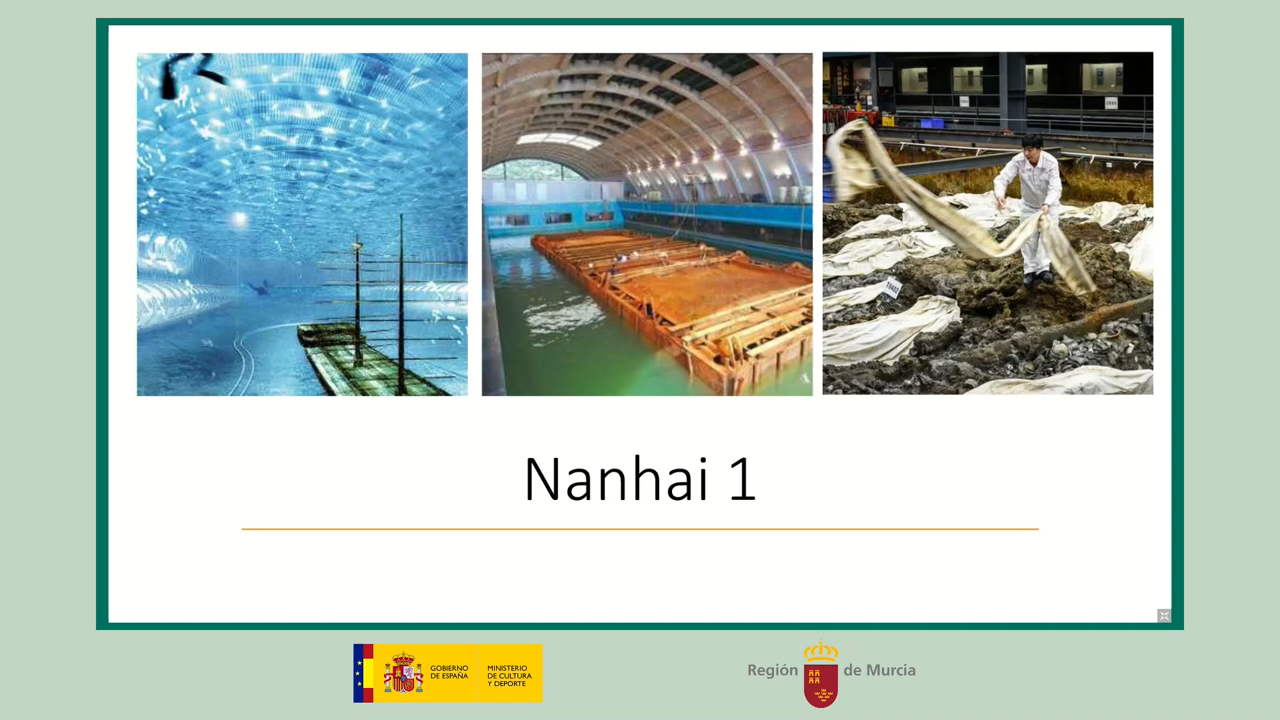 Nanhai 1
GOBIERNO
DE ESPAÑA
MINISTERIO
DE CULTURA
Y DEPORTE
Región de Murcia